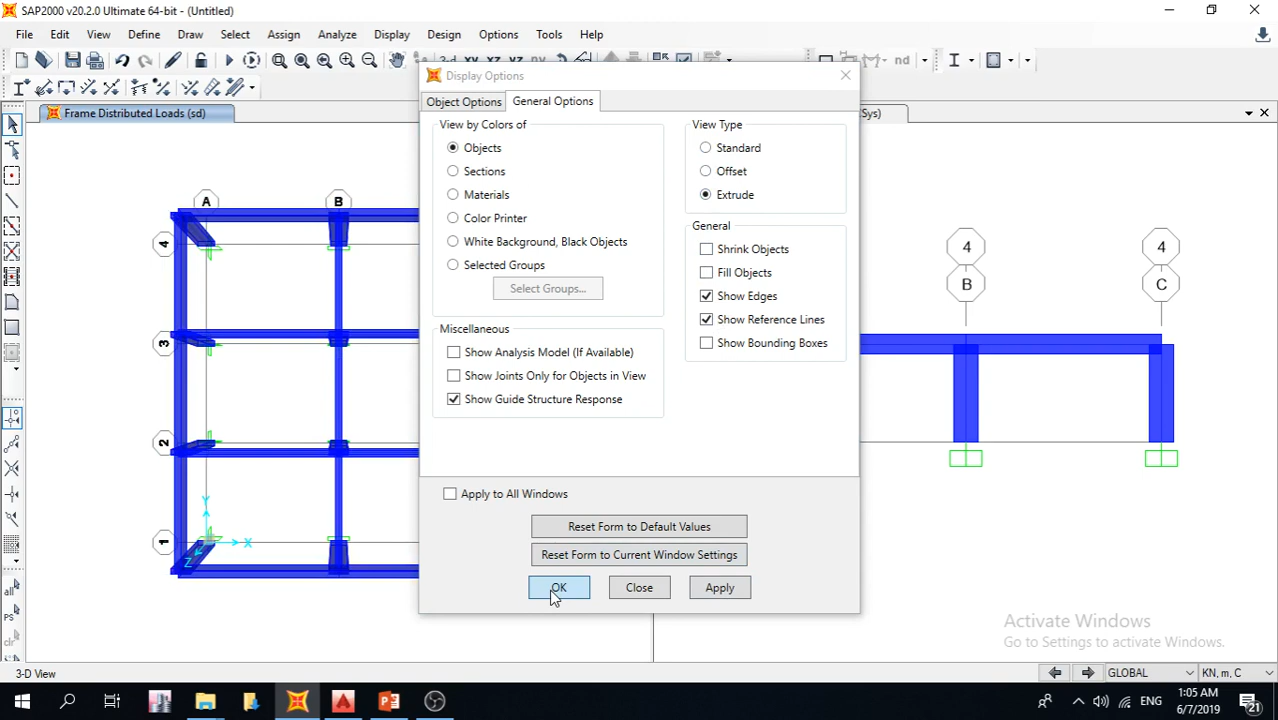 SAP2000 v20.2.0 Ultimate 64-bit - (Untitled)
File Edit View Define Draw Select Assign Analyze Display Design Options Tools Help
nd
Frame Distributed Loads (sd)
Sys)
Display Options
Object Options General Options
View by Colors of
Objects
Sections
Materials
Color Printer
White Background, Black Objects
Selected Groups
Select Groups...
Miscellaneous
Show Analysis Model (If Available)
Show Joints Only for Objects in View
Show Guide Structure Response
View Type
Standard
Offset
Extrude
General
Shrink Objects
Fill Objects
Show Edges
Show Reference Lines
Show Bounding Boxes
Apply to All Windows
Reset Form to Default Values
Reset Form to Current Window Settings
OK Close Apply
A B
4
3
2
1
Y
X
Z
4 4
B C
all
PS
clr
Activate Windows
Go to Settings to activate Windows.
3-D View
GLOBAL
KN, m, C
ENG
1:05 AM
6/7/2019
21